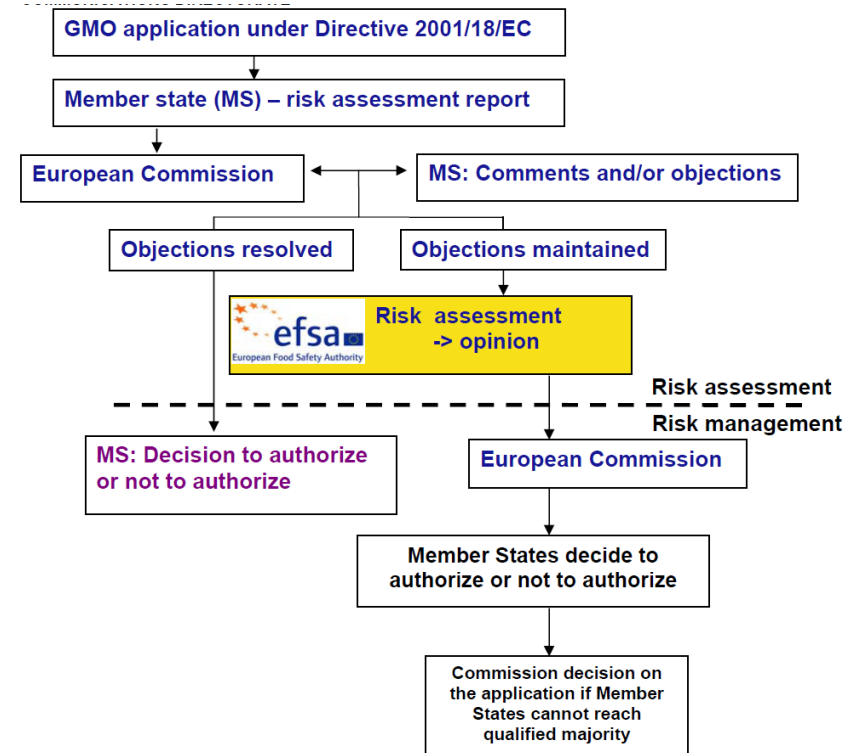 GMO application under Directive 2001/18/EC
Member state (MS) – risk assessment report
European Commission
MS: Comments and/or objections
Objections resolved
Objections maintained
efsa
European Food Safety Authority
Risk assessment
-> opinion
Risk assessment
Risk management
MS: Decision to authorize
or not to authorize
European Commission
Member States decide to
authorize or not to authorize
Commission decision on
the application if Member
States cannot reach
qualified majority